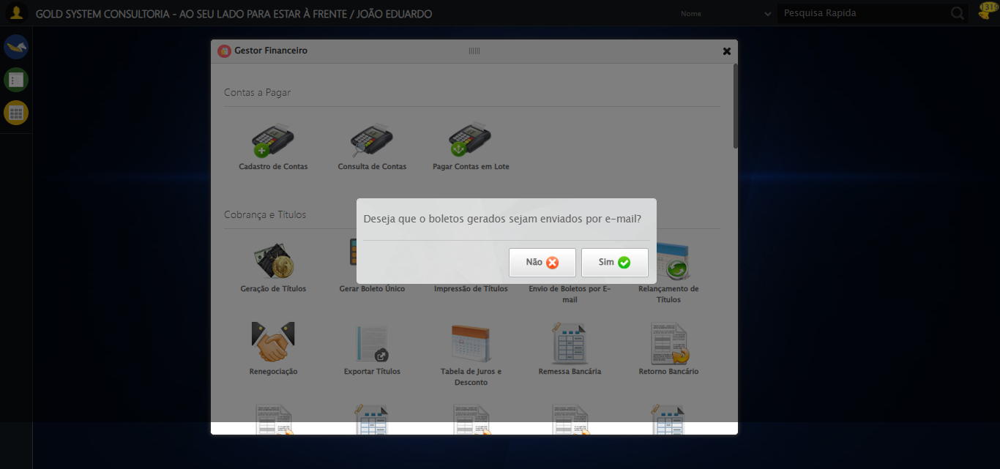 GOLD SYSTEM CONSULTORIA - AO SEU LADO PARA ESTAR À FRENTE / JOÃO EDUARDO
Nome
Pesquisa Rapida
Gestor Financeiro
Contas a Pagar
Cadastro de Contas
Consulta de Contas
Pagar Contas em Lote
Cobrança e Títulos
Deseja que o boletos gerados sejam enviados por e-mail?
Não
Sim
Geração de Títulos
Gerar Boleto Único
Impressão de Títulos
Envio de Boletos por E-
mail
Relançamento de
Títulos
Renegociação
Exportar Títulos
Tabela de Juros e
Desconto
Remessa Bancária
Retorno Bancário